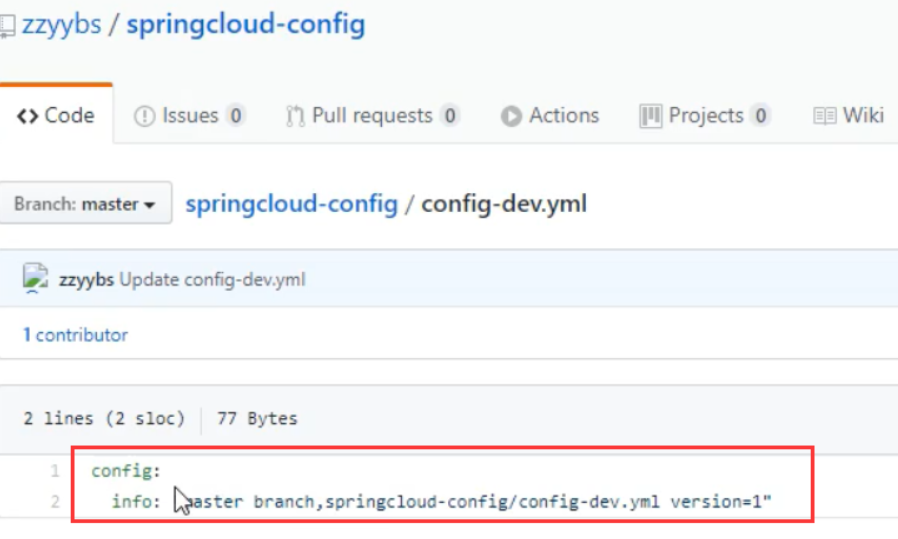 zzyybs / springcloud-config
Code Issues 0 Pull requests 0 Actions Projects 0 Wiki
Branch: master springcloud-config / config-dev.yml
zzyybs Update config-dev.yml
1 contributor
2 lines (2 sloc) 77 Bytes
1 config:
2 info: "master branch,springcloud-config/config-dev.yml version=1"